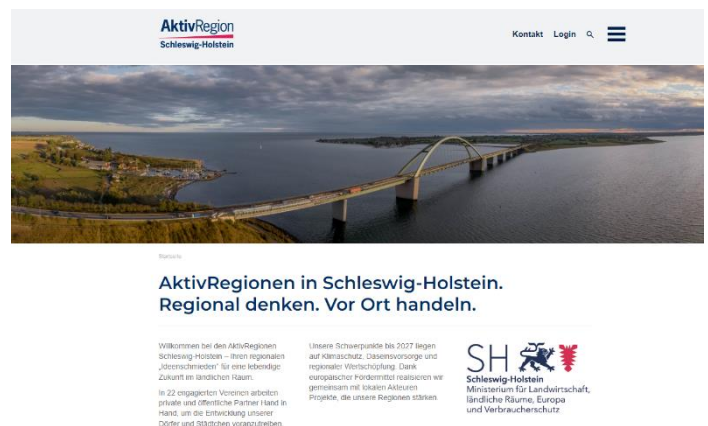 AktivRegion
Schleswig-Holstein
Kontakt Login
Startseite
AktivRegionen in Schleswig-Holstein.
Regional denken. Vor Ort handeln.
Willkommen bei den AktivRegionen
Schleswig-Holstein – Ihren regionalen
„Ideenschmieden“ für eine lebendige
Zukunft im ländlichen Raum.
In 22 engagierten Vereinen arbeiten
private und öffentliche Partner Hand in
Hand, um die Entwicklung unserer
Dörfer und Städtchen voranzutreiben.
Unsere Schwerpunkte bis 2027 liegen
auf Klimaschutz, Daseinsvorsorge und
regionaler Wertschöpfung. Dank
europäischer Fördermittel realisieren wir
gemeinsam mit lokalen Akteuren
Projekte, die unsere Regionen stärken.
SH
Schleswig-Holstein
Ministerium für Landwirtschaft,
ländliche Räume, Europa
und Verbraucherschutz